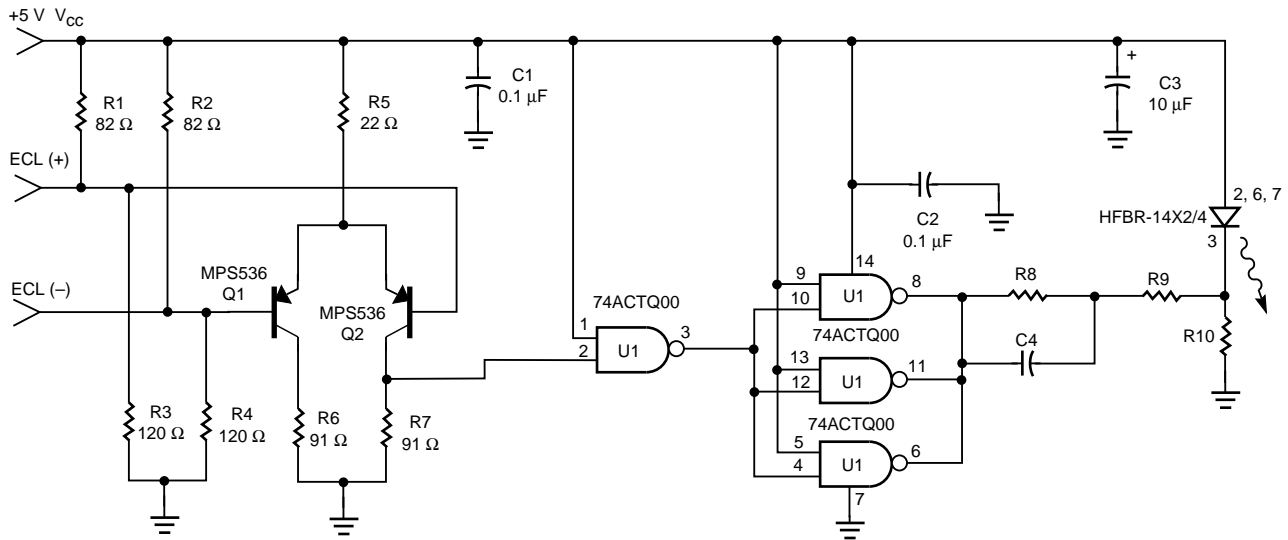 +5 V VCC
R1
82 Ω
R2
82 Ω
R5
22 Ω
C1
0.1 µF
+
C3
10 µF
ECL (+)
C2
0.1 µF
2, 6, 7
HFBR-14X2/4
3
MPS536
Q1
ECL (–)
MPS536
Q2
74ACTQ00
1
2
U1
3
9
10
14
U1
8
74ACTQ00
13
12
U1
11
74ACTQ00
5
4
U1
6
7
R8
R9
C4
R10
R3
120 Ω
R4
120 Ω
R6
91 Ω
R7
91 Ω